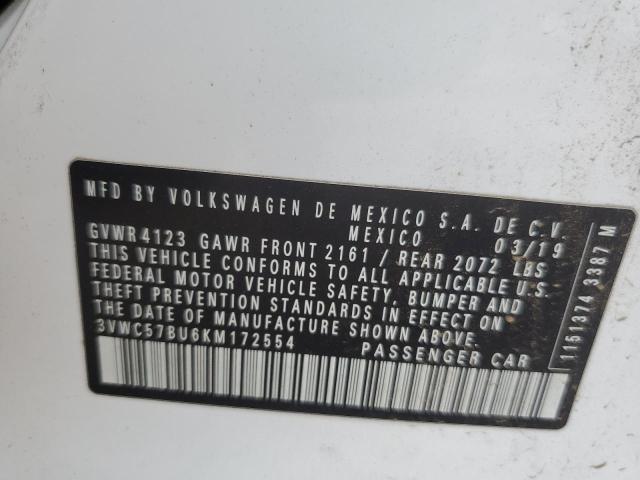 MFD BY VOLKSWAGEN DE MEXICO S.A. DE C.V.
MEXICO 03/19
GVWR 4123 GAWR FRONT 2161 / REAR 2072 LBS
THIS VEHICLE CONFORMS TO ALL APPLICABLE U.S.
FEDERAL MOTOR VEHICLE SAFETY, BUMPER AND
THEFT PREVENTION STANDARDS IN EFFECT ON
THE DATE OF MANUFACTURE SHOWN ABOVE.
3VWC57BU6KM172554 PASSENGER CAR
1151374 3387 M